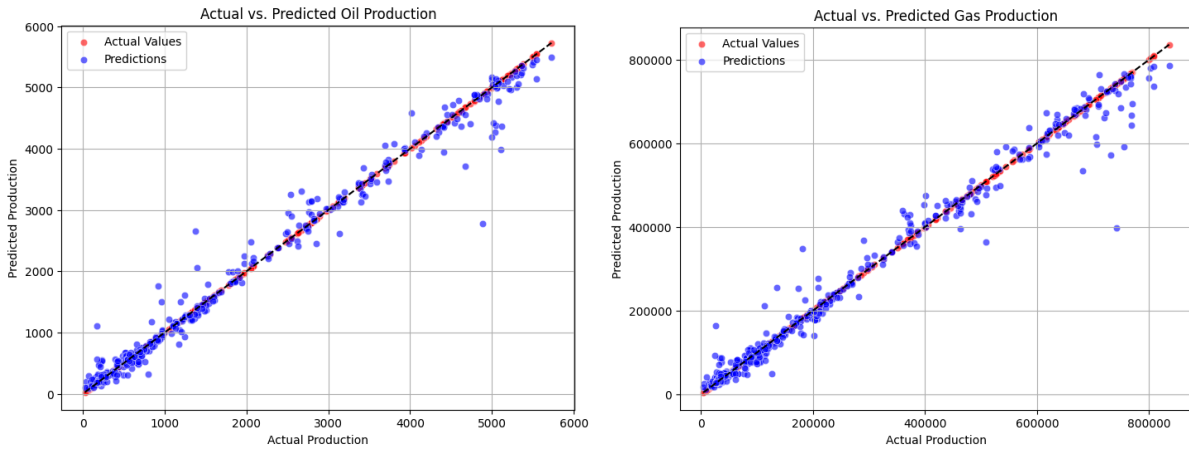 Actual vs. Predicted Oil Production
6000
5000
4000
3000
2000
1000
0
Predicted Production
Actual Values
Predictions
0 1000 2000 3000 4000 5000 6000
Actual Production
Actual vs. Predicted Gas Production
800000
600000
400000
200000
0
Predicted Production
Actual Values
Predictions
0 200000 400000 600000 800000
Actual Production